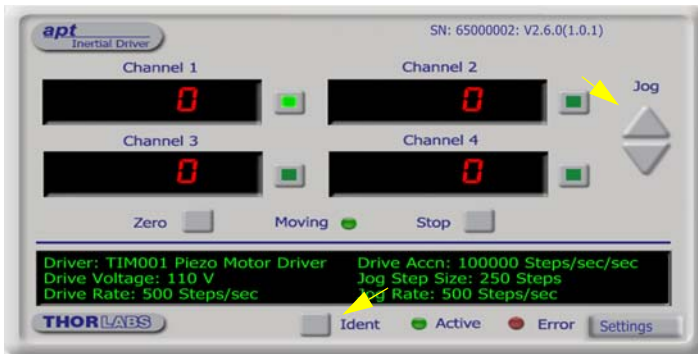 apt
Inertial Driver
SN: 65000002: V2.6.0(1.0.1)
Channel 1
Channel 2
Jog
0
0
Channel 3
Channel 4
0
0
Zero
Moving
Stop
Driver: TIM001 Piezo Motor Driver
Drive Accn: 100000 Steps/sec/sec
Drive Voltage: 110 V
Jog Step Size: 250 Steps
Drive Rate: 500 Steps/sec
Jog Rate: 500 Steps/sec
THORLABS
Ident
Active
Error
Settings